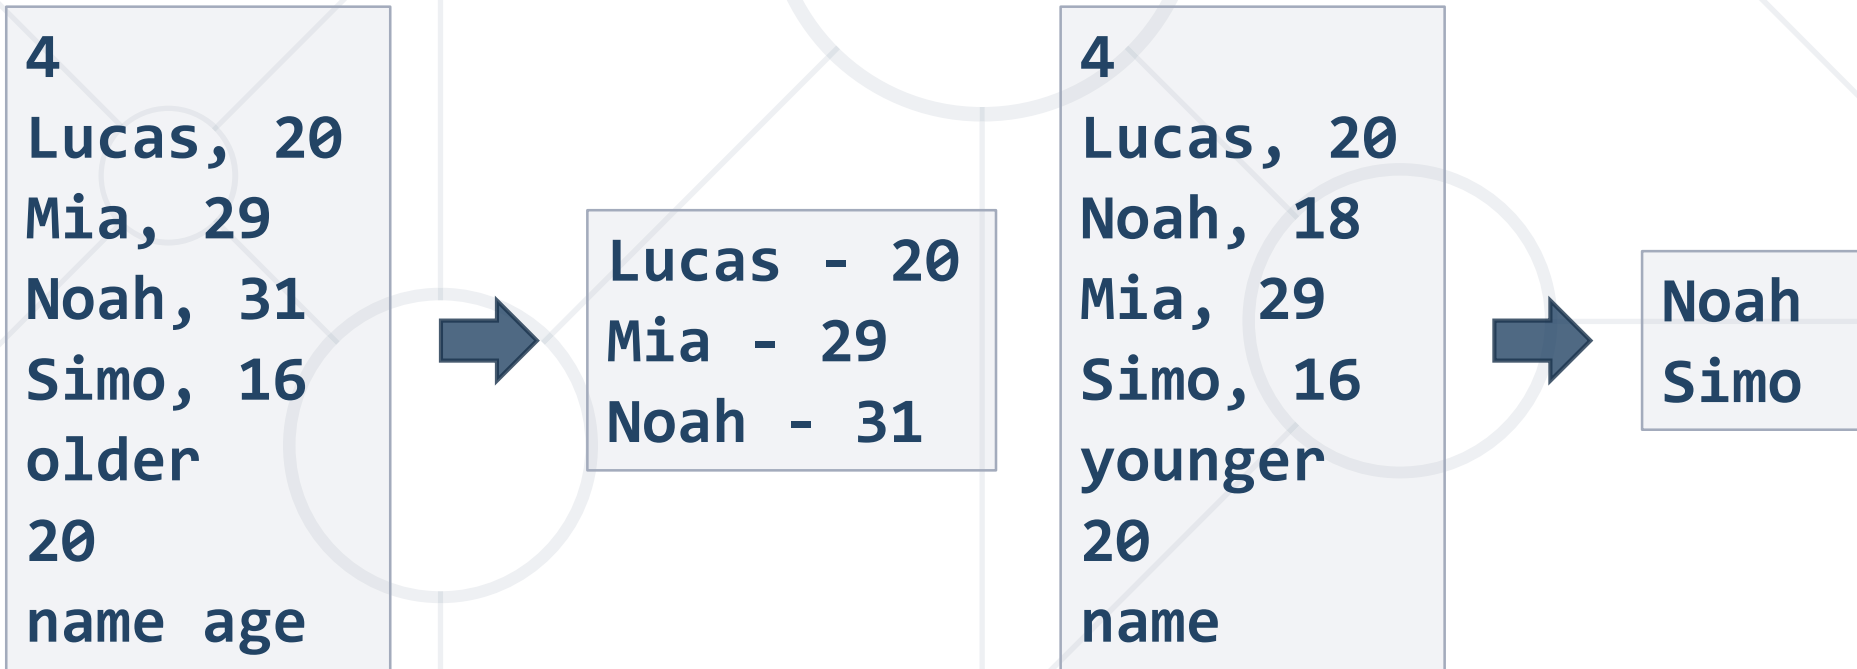 4
Lucas, 20
Mia, 29
Noah, 31
Simo, 16
older
20
name age
Lucas - 20
Mia - 29
Noah - 31
4
Lucas, 20
Noah, 18
Mia, 29
Simo, 16
younger
20
name
Noah
Simo